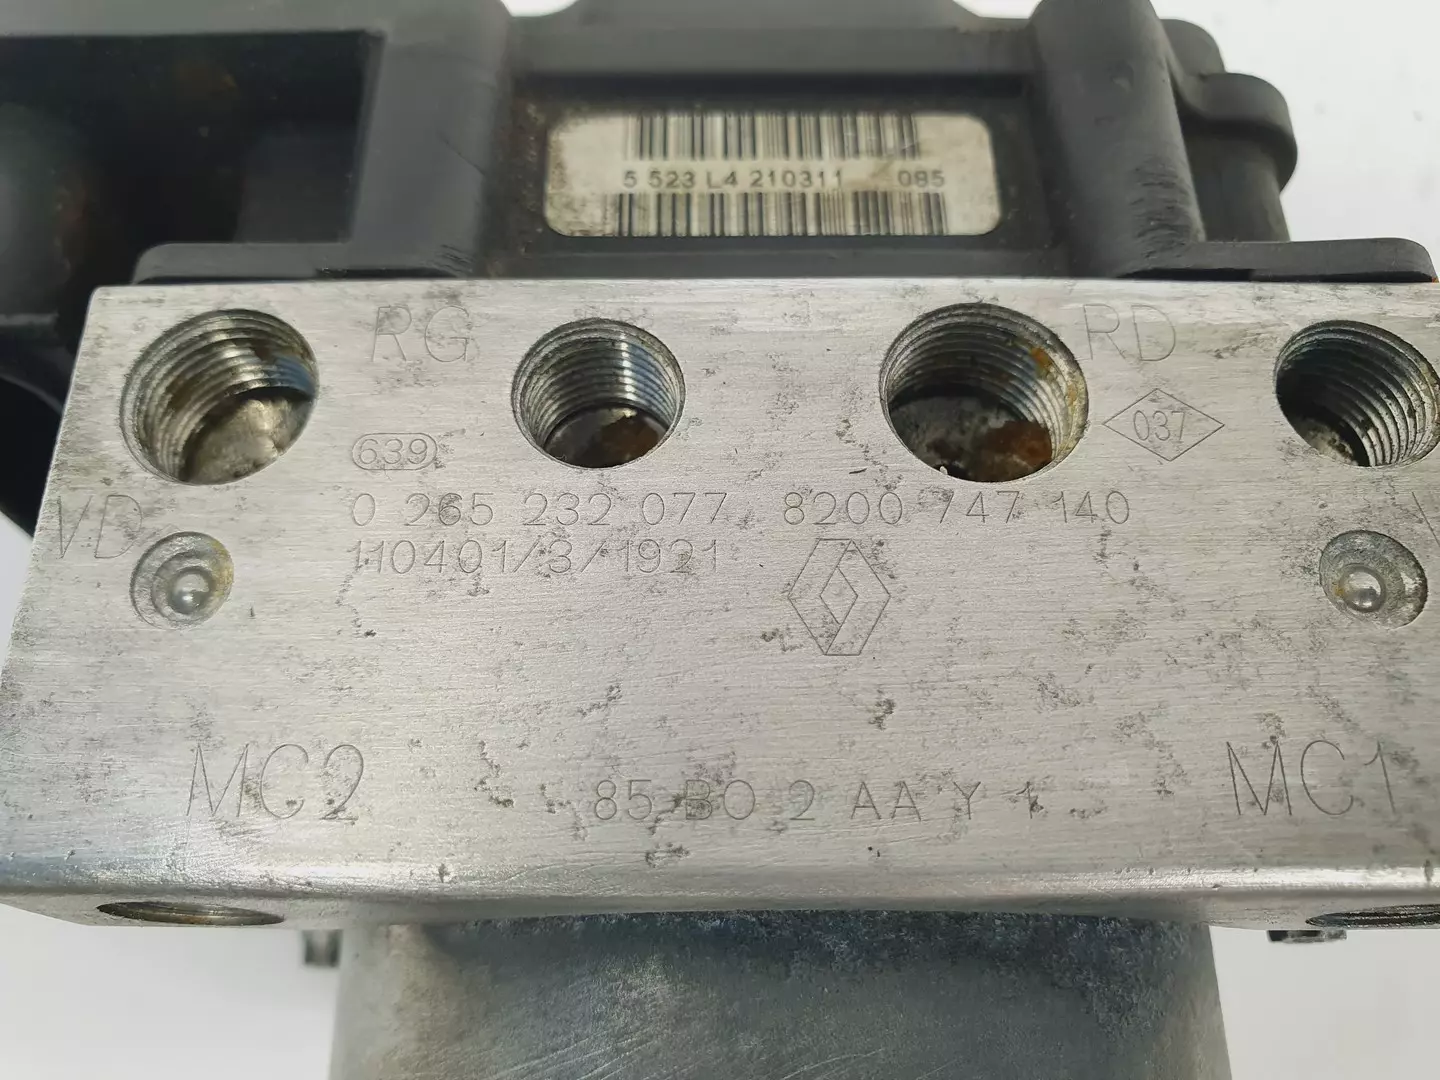 5 523 L4 210311 085
RG
RD
639
037
0 265 232 077 8200 747 140
VD
110401/3/1921
MC2
85 BO 2 AA Y 1
MC1